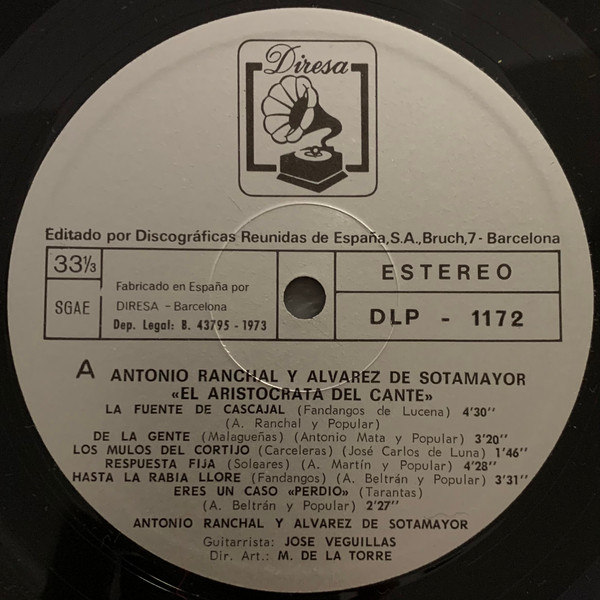 Diresa
Editado por Discográficas Reunidas de España,S.A.,Bruch,7 - Barcelona
33⅓
SGAE
Fabricado en España por
DIRESA - Barcelona
Dep. Legal: B. 43795 - 1973
ESTEREO
DLP - 1172
A ANTONIO RANCHAL Y ALVAREZ DE SOTAMAYOR
«EL ARISTOCRATA DEL CANTE»
LA FUENTE DE CASCAJAL (Fandangos de Lucena) 4'30''
(A. Ranchal y Popular)
DE LA GENTE (Malagueñas) (Antonio Mata y Popular) 3'20''
LOS MULOS DEL CORTIJO (Carceleras) (José Carlos de Luna) 1'46''
RESPUESTA FIJA (Soleares) (A. Martín y Popular) 4'28''
HASTA LA RABIA LLORE (Fandangos) (A. Beltrán y Popular) 3'31''
ERES UN CASO «PERDIO» (Tarantas)
(A. Beltrán y Popular) 2'27''
ANTONIO RANCHAL Y ALVAREZ DE SOTAMAYOR
Guitarrista: JOSE VEGUILLAS
Dir. Art.: M. DE LA TORRE